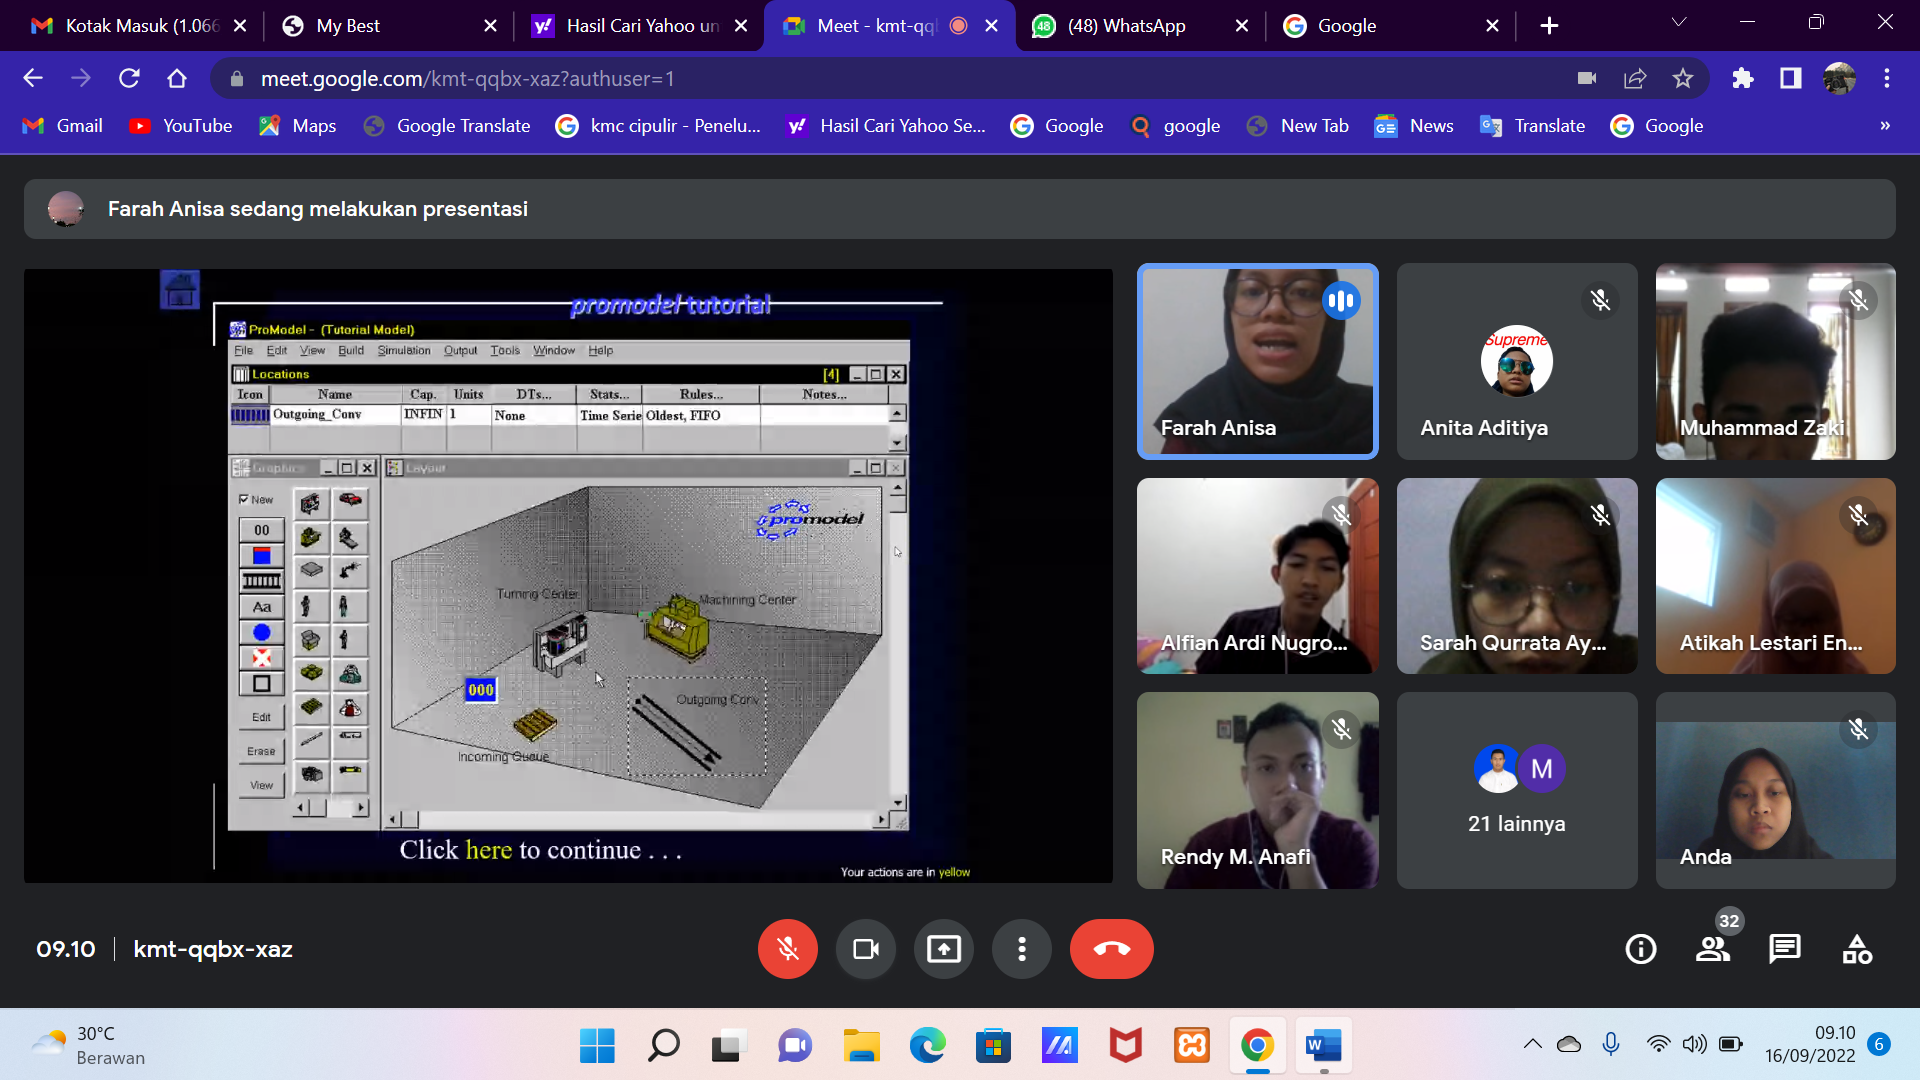 Kotak Masuk (1.066
My Best
Hasil Cari Yahoo un
Meet - kmt-qq
(48) WhatsApp
Google
meet.google.com/kmt-qqbx-xaz?authuser=1
Gmail
YouTube
Maps
Google Translate
kmc cipulir - Penelu...
Hasil Cari Yahoo Se...
Google
google
New Tab
News
Translate
Google
»
Farah Anisa sedang melakukan presentasi
promodel tutorial
ProModel - (Tutorial Model)
File Edit View Build Simulation Output Tools Window Help
Locations [4]
Icon Name Cap. Units DTs... Stats... Rules... Notes...
Outgoing_Conv INFIN 1 None Time Serie Oldest, FIFO
Graphics
Layout
New
00
Aa
Edit
Erase
View
promodel
Turning Center
Machining Center
000
Outgoing Conv
Incoming Queue
Click here to continue . . .
Your actions are in yellow
Farah Anisa
Supreme
Anita Aditiya
Muhammad Zaki
Alfian Ardi Nugro...
Sarah Qurrata Ay...
Atikah Lestari En...
Rendy M. Anafi
M
21 lainnya
Anda
09.10
kmt-qqbx-xaz
32
30°C
Berawan
09.10
16/09/2022
6